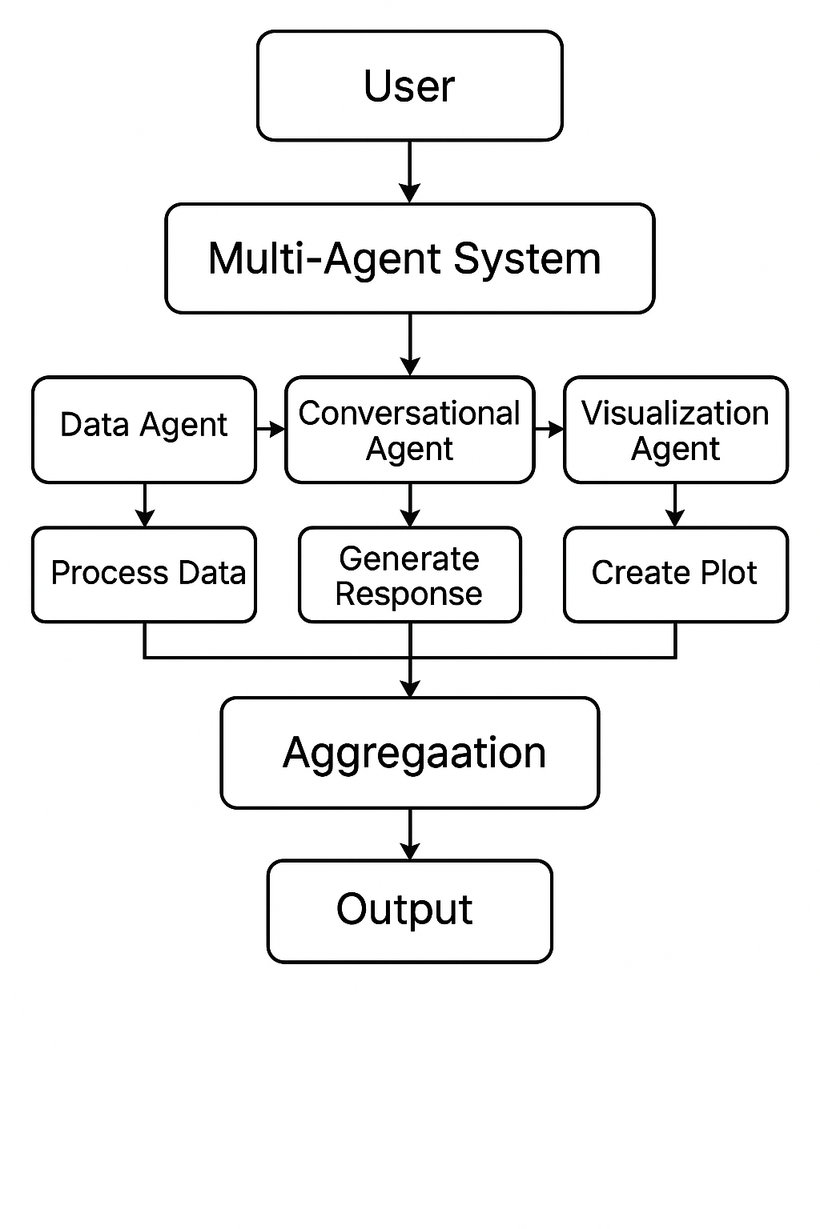 User
Multi-Agent System
Data Agent
Conversational
Agent
Visualization
Agent
Process Data
Generate
Response
Create Plot
Aggregaation
Output